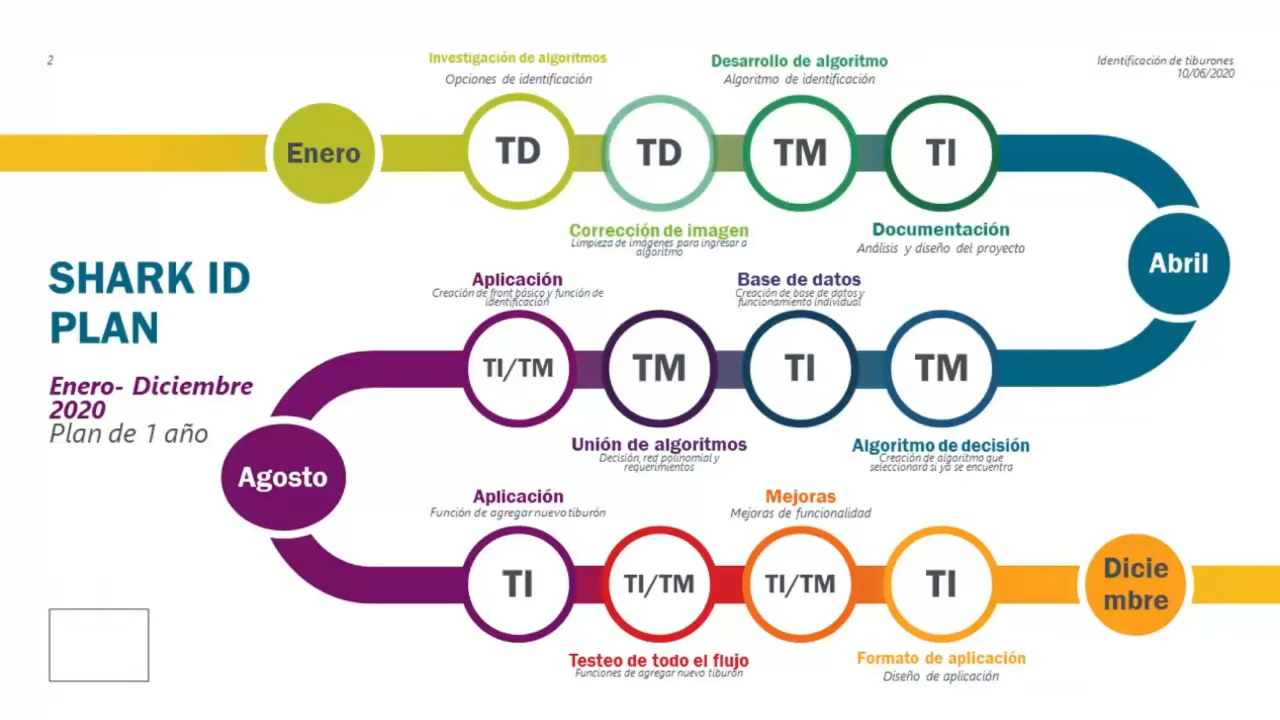 2
Identificación de tiburones
10/06/2020
Investigación de algoritmos
Opciones de identificación
Desarrollo de algoritmo
Algoritmo de identificación
Enero
TD
TD
TM
TI
Corrección de imagen
Limpieza de imágenes para ingresar a
algoritmo
Documentación
Análisis y diseño del proyecto
Abril
SHARK ID
PLAN
Enero- Diciembre
2020
Plan de 1 año
Aplicación
Creación de front básico y función de
identificación
Base de datos
Creación de base de datos y
funcionamiento individual
TI/TM
TM
TI
TM
Unión de algoritmos
Decisión, red polinomial y
requerimientos
Algoritmo de decisión
Creación de algoritmo que
seleccionará si ya se encuentra
Agosto
Aplicación
Función de agregar nuevo tiburón
Mejoras
Mejoras de funcionalidad
TI
TI/TM
TI/TM
TI
Dicie
mbre
Testeo de todo el flujo
Funciones de agregar nuevo tiburón
Formato de aplicación
Diseño de aplicación